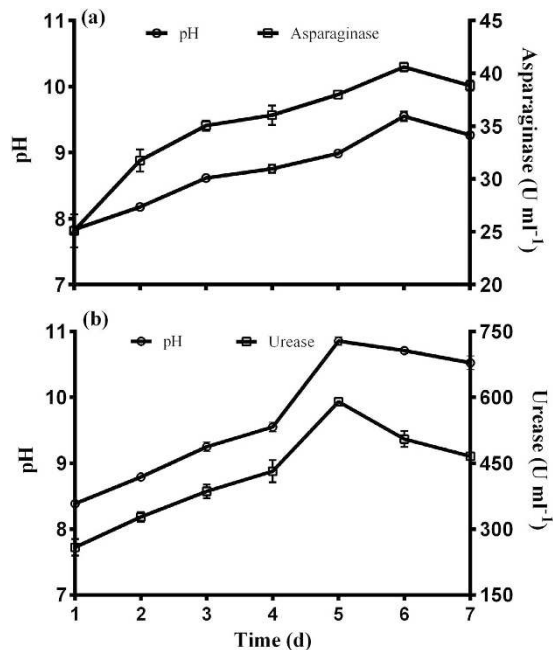 (a)
pH
Asparaginase
11
10
9
8
7
pH
45
40
35
30
25
20
Asparaginase (U ml-1)
(b)
pH
Urease
11
10
9
8
7
pH
750
600
450
300
150
Urease (U ml-1)
1 2 3 4 5 6 7
Time (d)